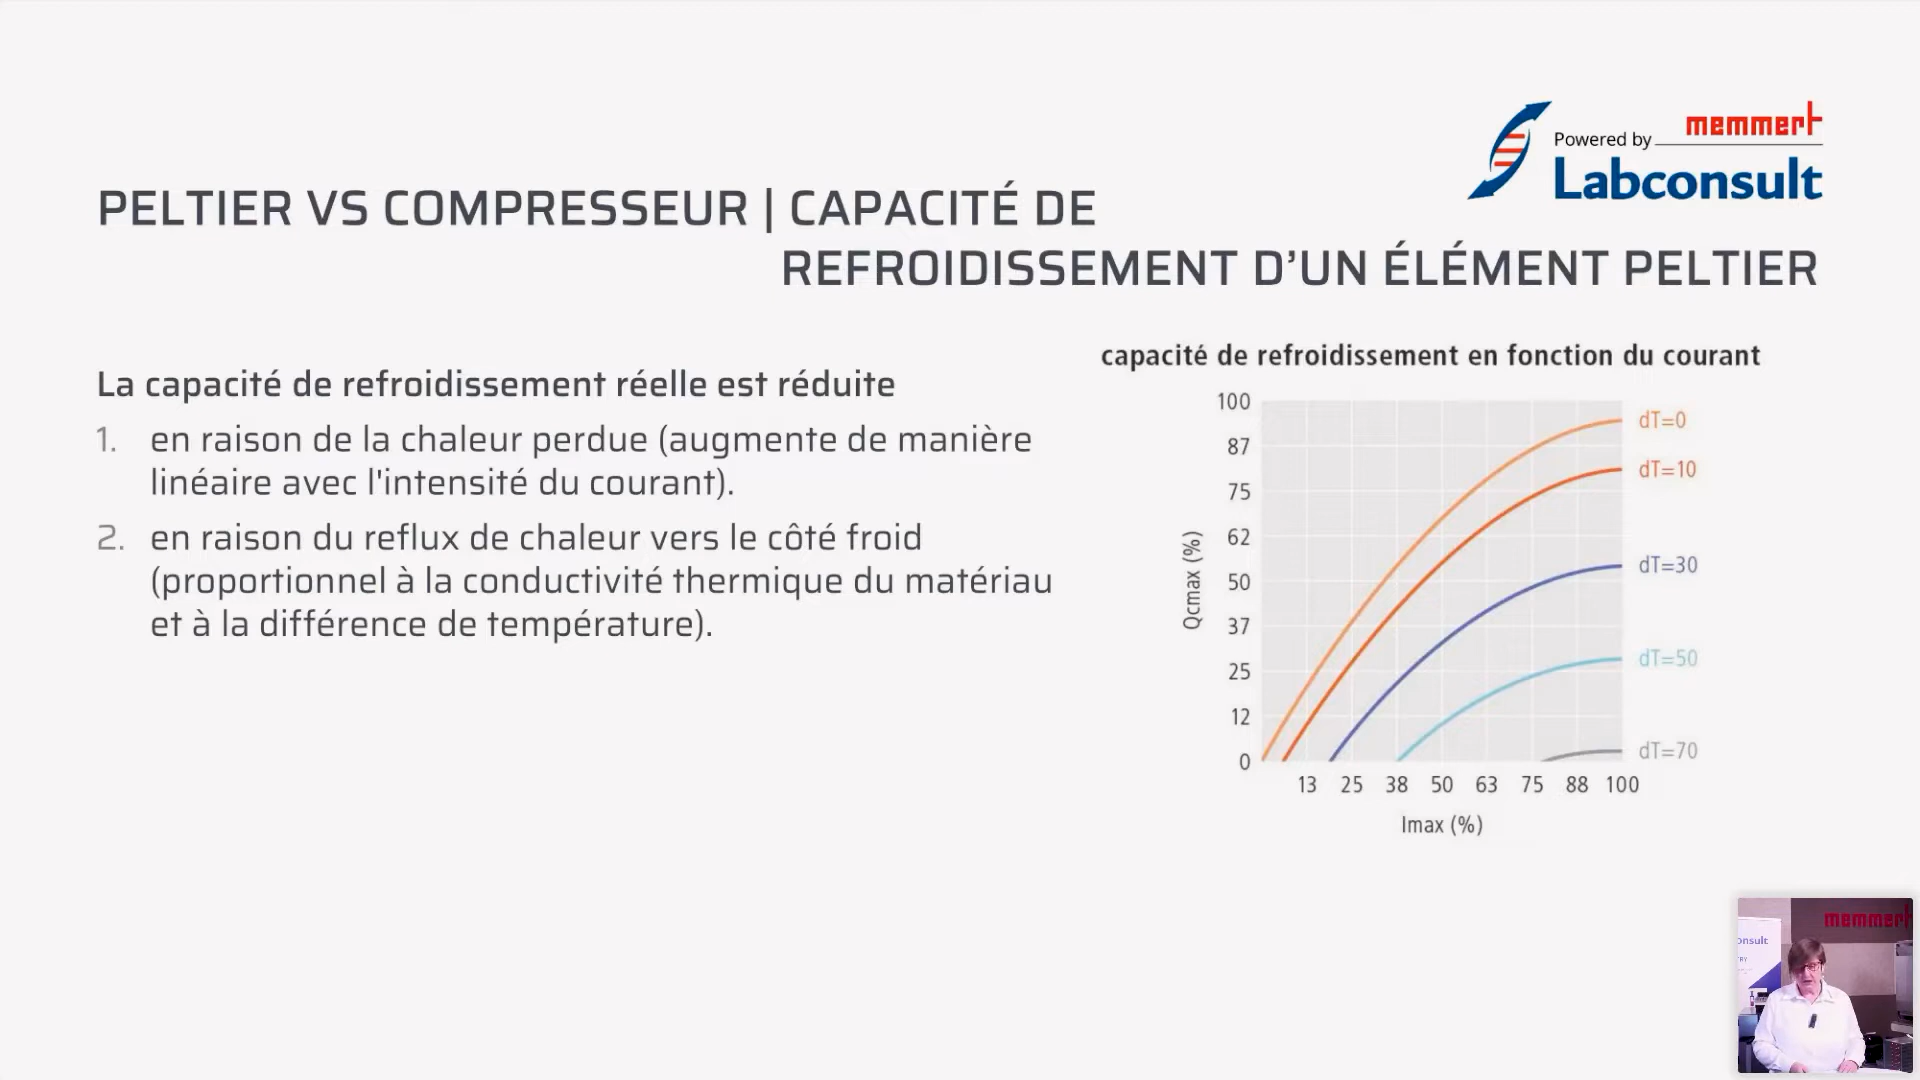 memmert
Powered by
Labconsult
PELTIER VS COMPRESSEUR | CAPACITÉ DE
REFROIDISSEMENT D’UN ÉLÉMENT PELTIER
La capacité de refroidissement réelle est réduite
1. en raison de la chaleur perdue (augmente de manière
linéaire avec l'intensité du courant).
2. en raison du reflux de chaleur vers le côté froid
(proportionnel à la conductivité thermique du matériau
et à la différence de température).
capacité de refroidissement en fonction du courant
100
87
75
62
50
37
25
12
0
Qcmax (%)
dT=0
dT=10
dT=30
dT=50
dT=70
13 25 38 50 63 75 88 100
Imax (%)
memmert
onsult